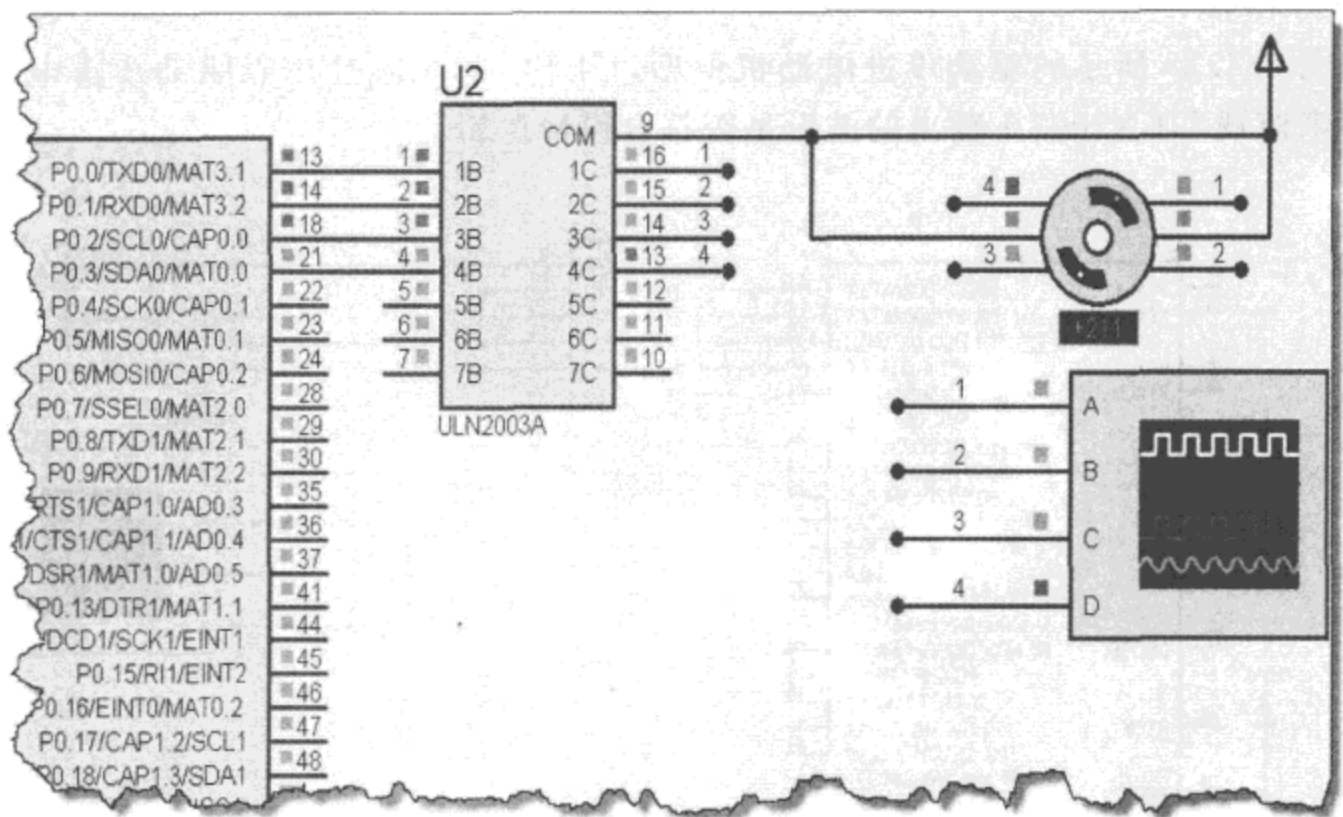 U2
COM 9
P0.0/TXD0/MAT3.1 13 1 1B 1C 16 1
P0.1/RXD0/MAT3.2 14 2 2B 2C 15 2
P0.2/SCL0/CAP0.0 18 3 3B 3C 14 3
P0.3/SDA0/MAT0.0 21 4 4B 4C 13 4
P0.4/SCK0/CAP0.1 22 5 5B 5C 12
P0.5/MISO0/MAT0.1 23 6 6B 6C 11
P0.6/MOSI0/CAP0.2 24 7 7B 7C 10
P0.7/SSEL0/MAT2.0 28
ULN2003A
P0.8/TXD1/MAT2.1 29
P0.9/RXD1/MAT2.2 30
RTS1/CAP1.0/AD0.3 35
/CTS1/CAP1.1/AD0.4 36
DSR1/MAT1.0/AD0.5 37
P0.13/DTR1/MAT1.1 41
/DCD1/SCK1/EINT1 44
P0.15/RI1/EINT2 45
P0.16/EINT0/MAT0.2 46
P0.17/CAP1.2/SCL1 47
P0.18/CAP1.3/SDA1 48
4 1
3 2
1 A
2 B
3 C
4 D